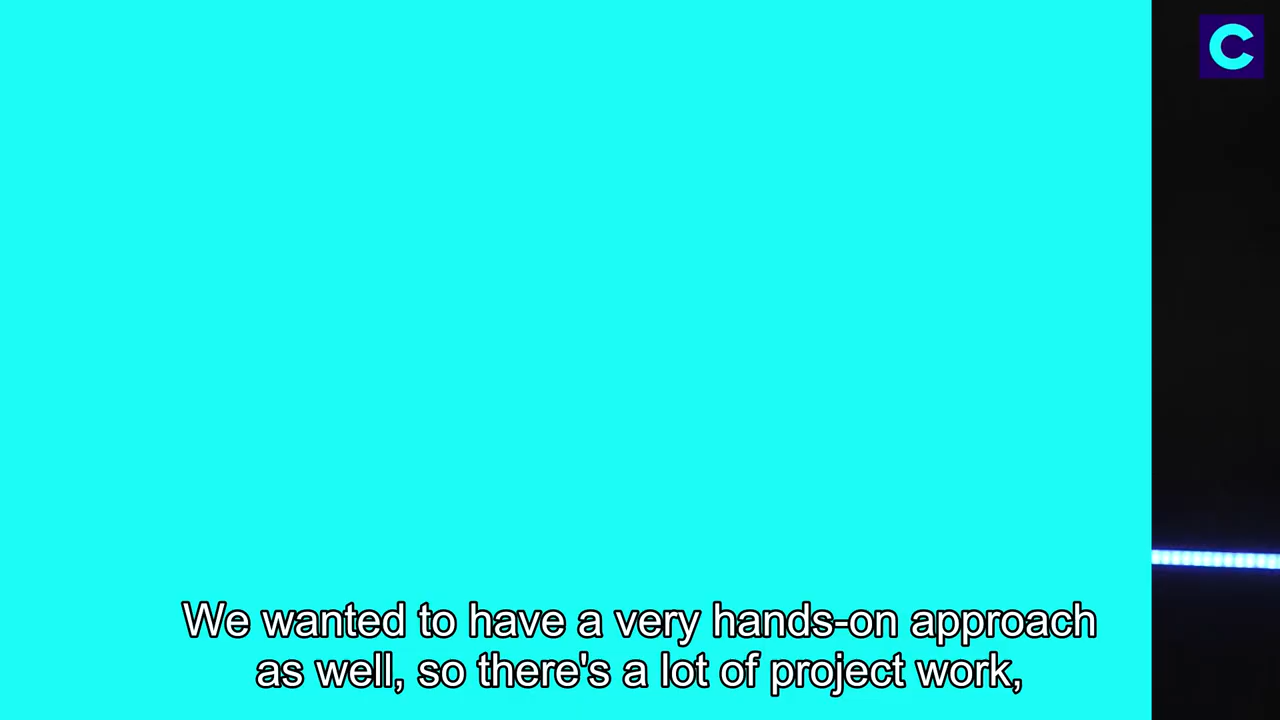 C
We wanted to have a very hands-on approach
as well, so there's a lot of project work,